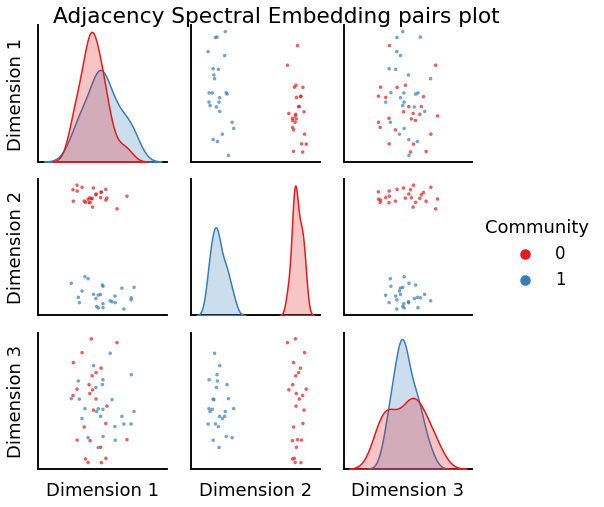 Adjacency Spectral Embedding pairs plot
Dimension 1
Dimension 2
Dimension 3
Community
0
1
Dimension 1
Dimension 2
Dimension 3